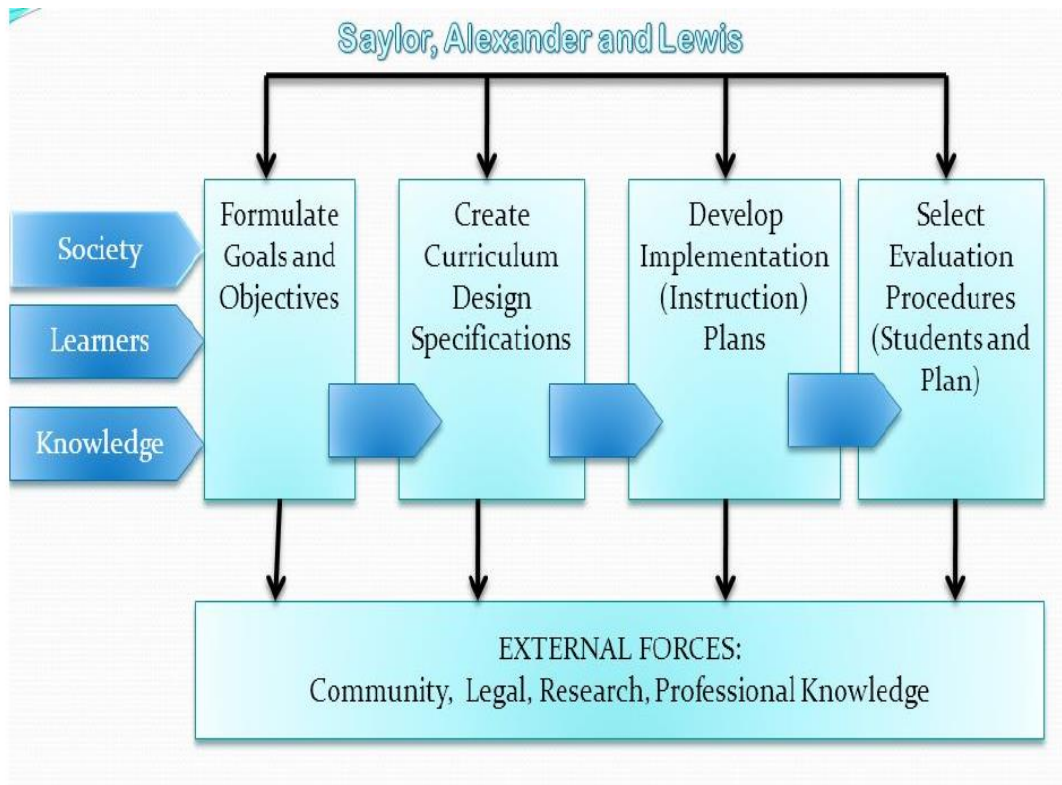 Saylor, Alexander and Lewis
Society
Learners
Knowledge
Formulate
Goals and
Objectives
Create
Curriculum
Design
Specifications
Develop
Implementation
(Instruction)
Plans
Select
Evaluation
Procedures
(Students and
Plan)
EXTERNAL FORCES:
Community, Legal, Research, Professional Knowledge